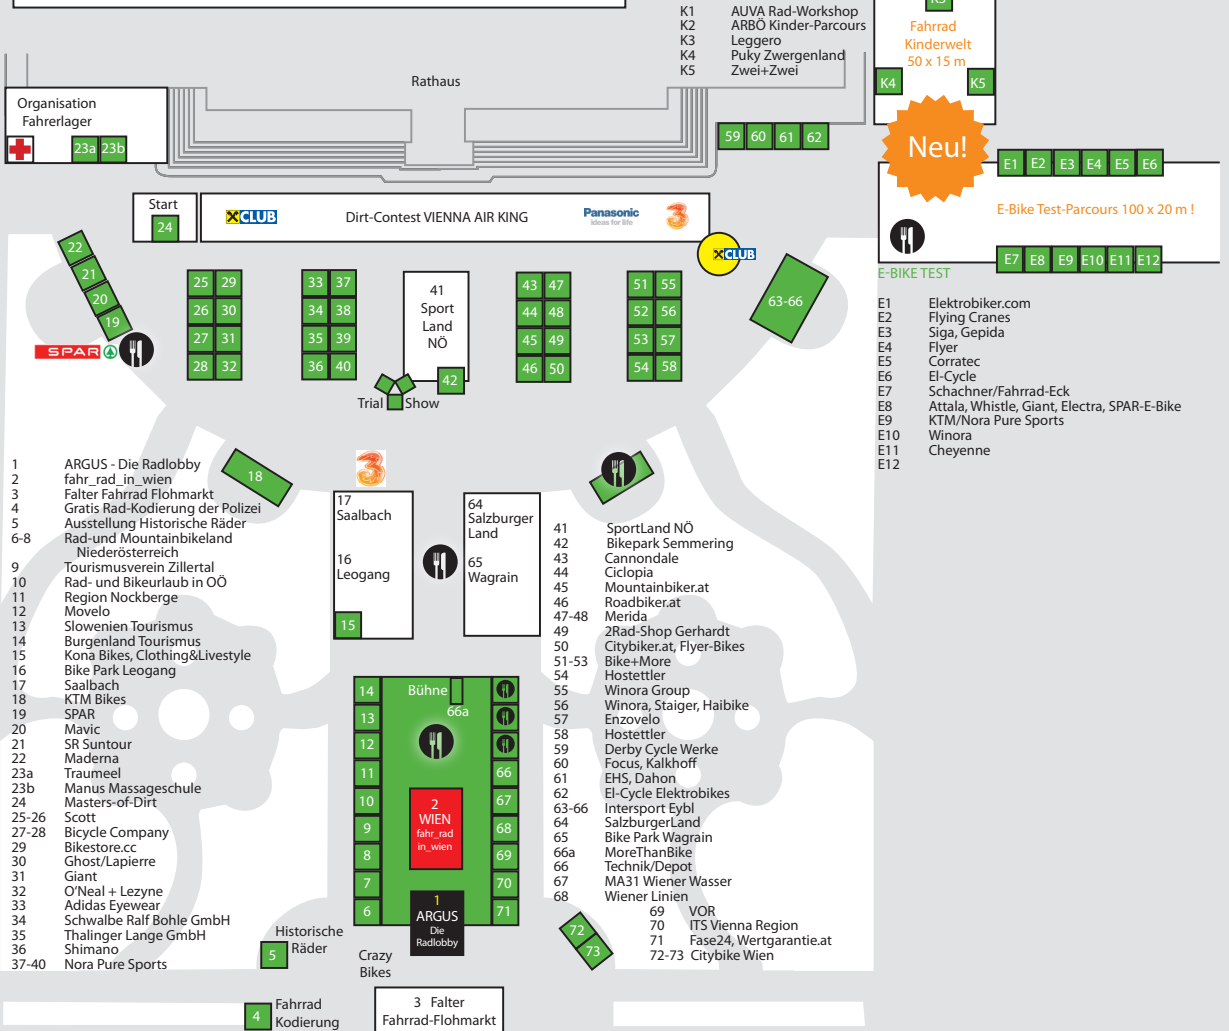 K1 AUVA Rad-Workshop
K2 ARBÖ Kinder-Parcours
K3 Leggero
K4 Puky Zwergenland
K5 Zwei+Zwei
Fahrrad
Kinderwelt
50 x 15 m
K4
K5
Neu!
Rathaus
Organisation
Fahrerlager
23a 23b
59 60 61 62
E1 E2 E3 E4 E5 E6
E-Bike Test-Parcours 100 x 20 m !
E7 E8 E9 E10 E11 E12
E-BIKE TEST
E1 Elektrobiker.com
E2 Flying Cranes
E3 Siga, Gepida
E4 Flyer
E5 Corratec
E6 El-Cycle
E7 Schachner/Fahrrad-Eck
E8 Attala, Whistle, Giant, Electra, SPAR-E-Bike
E9 KTM/Nora Pure Sports
E10 Winora
E11 Cheyenne
E12
Start
24
CLUB
Dirt-Contest VIENNA AIR KING
Panasonic
ideas for life
3
CLUB
22
21
20
19
SPAR
25 29
26 30
27 31
28 32
33 37
34 38
35 39
36 40
41
Sport
Land
NÖ
42
Trial Show
43 47
44 48
45 49
46 50
51 55
52 56
53 57
54 58
63-66
18
3
17
Saalbach
16
Leogang
15
64
Salzburger
Land
65
Wagrain
1 ARGUS - Die Radlobby
2 fahr_rad_in_wien
3 Falter Fahrrad Flohmarkt
4 Gratis Rad-Kodierung der Polizei
5 Ausstellung Historische Räder
6-8 Rad-und Mountainbikeland
Niederösterreich
9 Tourismusverein Zillertal
10 Rad- und Bikeurlaub in OÖ
11 Region Nockberge
12 Movelo
13 Slowenien Tourismus
14 Burgenland Tourismus
15 Kona Bikes, Clothing&Livestyle
16 Bike Park Leogang
17 Saalbach
18 KTM Bikes
19 SPAR
20 Mavic
21 SR Suntour
22 Maderna
23a Traumeel
23b Manus Massageschule
24 Masters-of-Dirt
25-26 Scott
27-28 Bicycle Company
29 Bikestore.cc
30 Ghost/Lapierre
31 Giant
32 O'Neal + Lezyne
33 Adidas Eyewear
34 Schwalbe Ralf Bohle GmbH
35 Thalinger Lange GmbH
36 Shimano
37-40 Nora Pure Sports
41 SportLand NÖ
42 Bikepark Semmering
43 Cannondale
44 Ciclopia
45 Mountainbiker.at
46 Roadbiker.at
47-48 Merida
49 2Rad-Shop Gerhardt
50 Citybiker.at, Flyer-Bikes
51-53 Bike+More
54 Hostettler
55 Winora Group
56 Winora, Staiger, Haibike
57 Enzovelo
58 Hostettler
59 Derby Cycle Werke
60 Focus, Kalkhoff
61 EHS, Dahon
62 El-Cycle Elektrobikes
63-66 Intersport Eybl
64 SalzburgerLand
65 Bike Park Wagrain
66a MoreThanBike
66 Technik/Depot
67 MA31 Wiener Wasser
68 Wiener Linien
69 VOR
70 ITS Vienna Region
71 Fase24, Wertgarantie.at
72-73 Citybike Wien
14
13
12
11
10
9
8
7
6
Bühne
66a
2
WIEN
fahr_rad
in_wien
1
ARGUS
Die
Radlobby
66
67
68
69
70
71
72
73
Historische
Räder
5
Crazy
Bikes
4
Fahrrad
Kodierung
3 Falter
Fahrrad-Flohmarkt